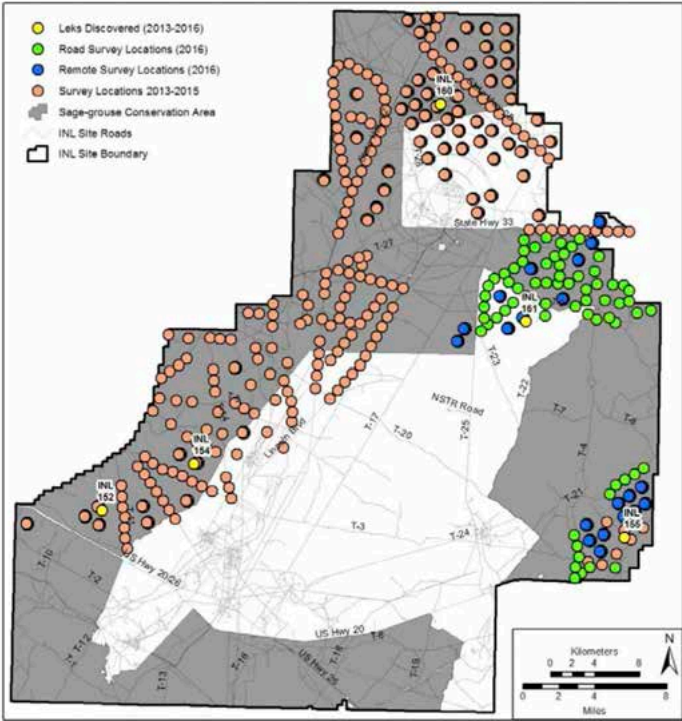 Leks Discovered (2013-2016)
Road Survey Locations (2016)
Remote Survey Locations (2016)
Survey Locations 2013-2015
Sage-grouse Conservation Area
INL Site Roads
INL Site Boundary
INL
160
State Hwy 33
T-27
INL
161
T-23
T-22
NSTR Road
T-17
T-25
T-20
T-7
T-6
T-4
Lincoln Blvd
INL
154
INL
152
T-21
INL
155
T-3
T-24
US Hwy 20/26
T-10
T-2
T-12
T-1
T-13
T-16
US Hwy 20
US Hwy 26
T-18
T-6
T-19
Kilometers
0 2 4 8
0 2 4 8
Miles
N